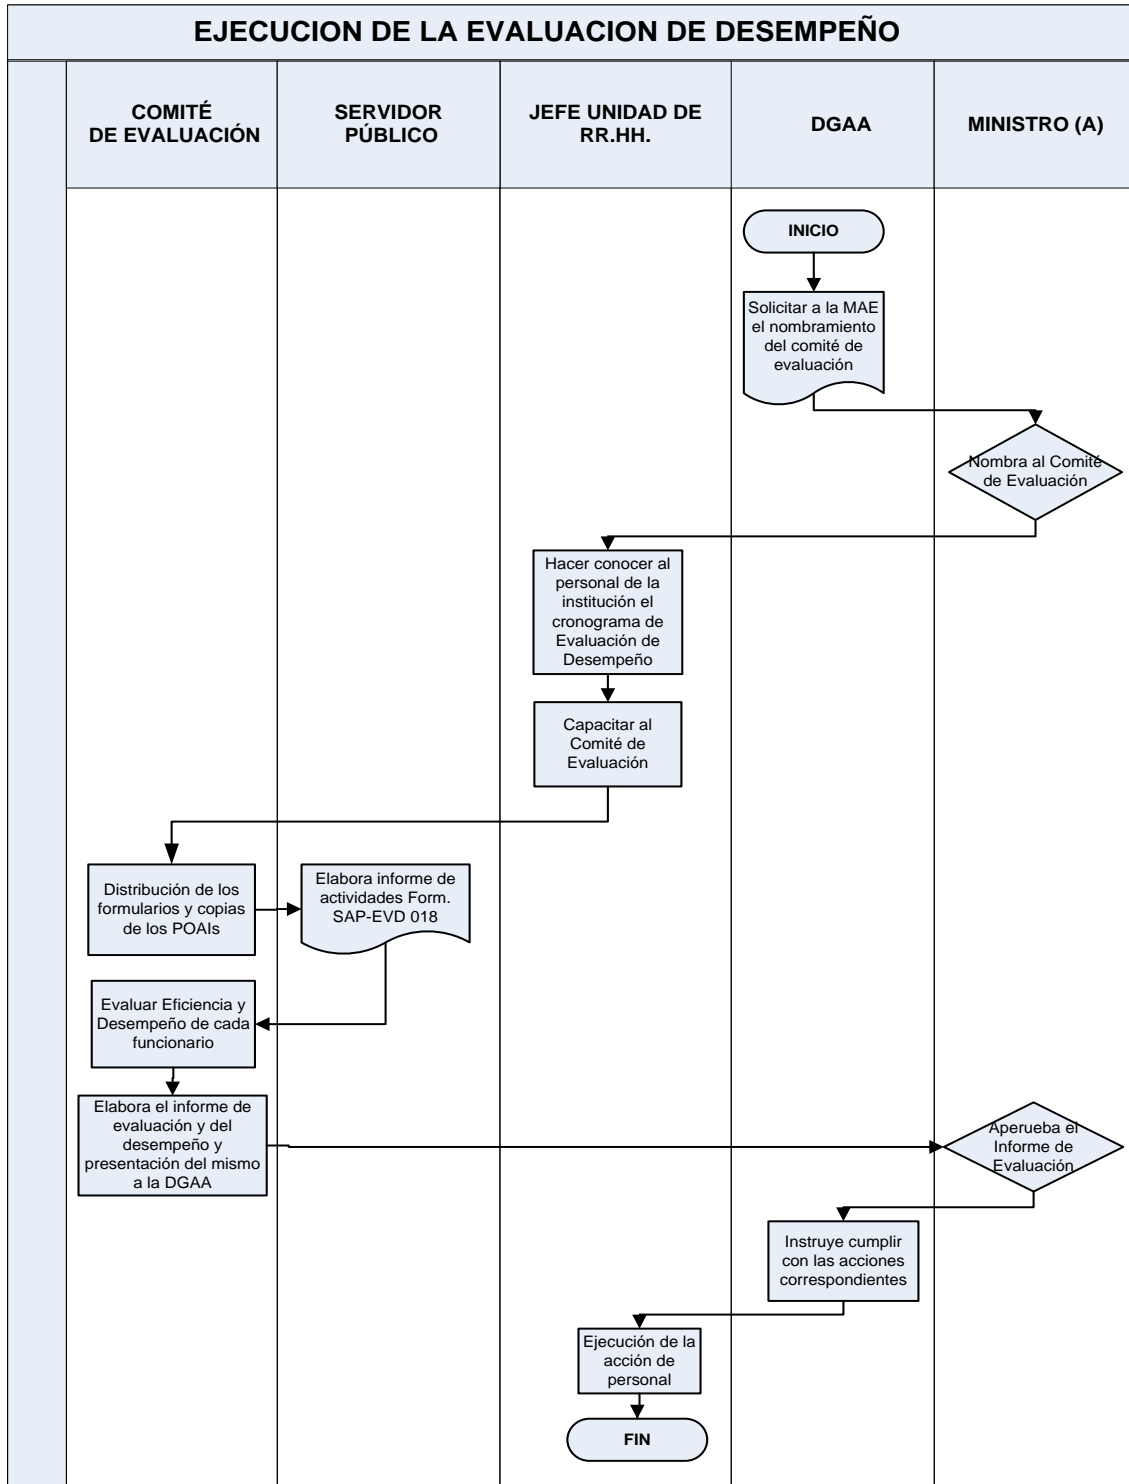 EJECUCION DE LA EVALUACION DE DESEMPEÑO
COMITÉ
DE EVALUACIÓN
SERVIDOR
PÚBLICO
JEFE UNIDAD DE
RR.HH.
DGAA
MINISTRO (A)
INICIO
Solicitar a la MAE
el nombramiento
del comité de
evaluación
Nombra al Comité
de Evaluación
Hacer conocer al
personal de la
institución el
cronograma de
Evaluación de
Desempeño
Capacitar al
Comité de
Evaluación
Distribución de los
formularios y copias
de los POAIs
Elabora informe de
actividades Form.
SAP-EVD 018
Evaluar Eficiencia y
Desempeño de cada
funcionario
Elabora el informe de
evaluación y del
desempeño y
presentación del mismo
a la DGAA
Aperueba el
Informe de
Evaluación
Instruye cumplir
con las acciones
correspondientes
Ejecución de la
acción de
personal
FIN